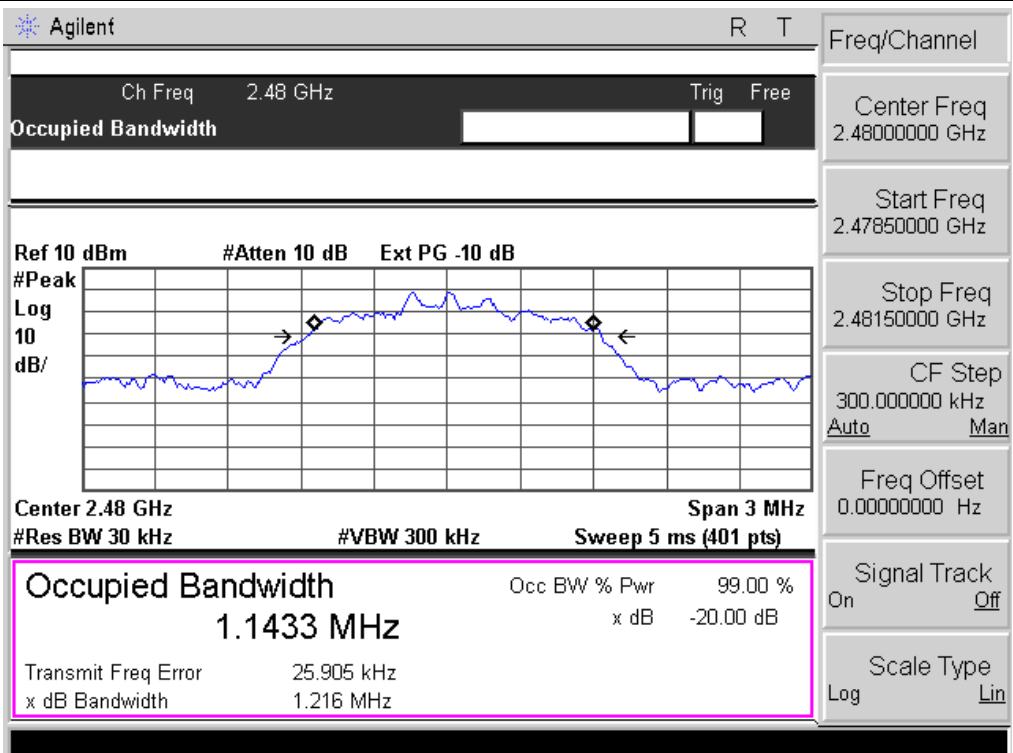 Agilent R T
Ch Freq 2.48 GHz Trig Free
Occupied Bandwidth
Ref 10 dBm #Atten 10 dB Ext PG -10 dB
#Peak
Log
10
dB/
Center 2.48 GHz Span 3 MHz
#Res BW 30 kHz #VBW 300 kHz Sweep 5 ms (401 pts)
Occupied Bandwidth
1.1433 MHz
Occ BW % Pwr 99.00 %
x dB -20.00 dB
Transmit Freq Error 25.905 kHz
x dB Bandwidth 1.216 MHz
Freq/Channel
Center Freq
2.48000000 GHz
Start Freq
2.47850000 GHz
Stop Freq
2.48150000 GHz
CF Step
300.000000 kHz
Auto Man
Freq Offset
0.00000000 Hz
Signal Track
On Off
Scale Type
Log Lin